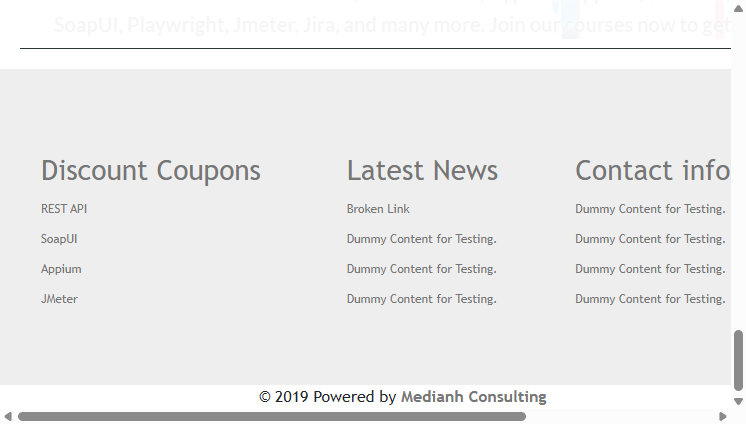 SoapUI, Playwright, Jmeter, Jira, and many more. Join our courses now to get
Discount Coupons
REST API
SoapUI
Appium
JMeter
Latest News
Broken Link
Dummy Content for Testing.
Dummy Content for Testing.
Dummy Content for Testing.
Contact info
Dummy Content for Testing.
Dummy Content for Testing.
Dummy Content for Testing.
Dummy Content for Testing.
© 2019 Powered by Medianh Consulting